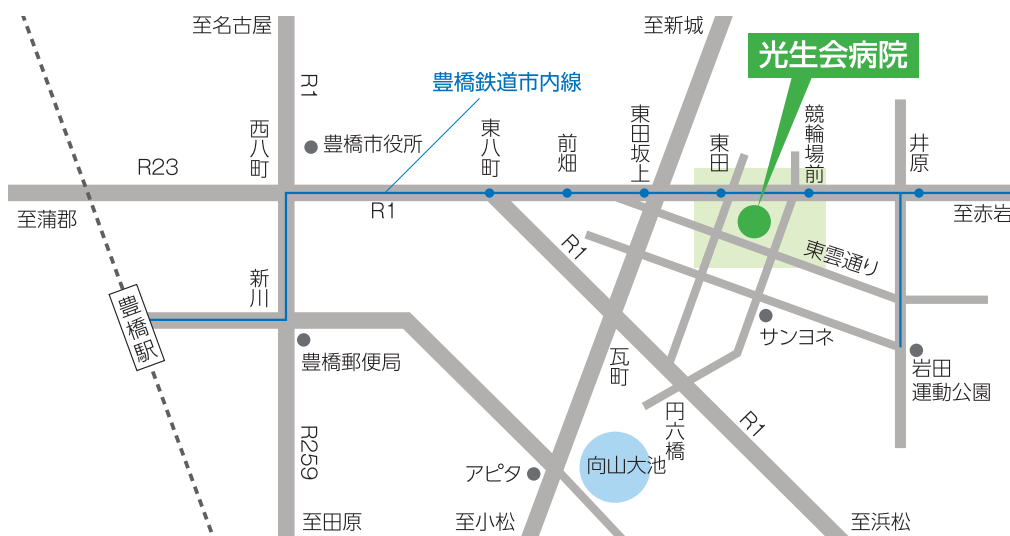 至名古屋
至新城
光生会病院
R1
豊橋鉄道市内線
西八町
豊橋市役所
東八町
前畑
東田坂上
東田
競輪場前
井原
R23
至蒲郡
R1
至赤岩
R1
東雲通り
新川
豊橋駅
サンヨネ
豊橋郵便局
瓦町
岩田
運動公園
円六橋
R1
R259
アピタ
向山大池
至田原
至小松
至浜松